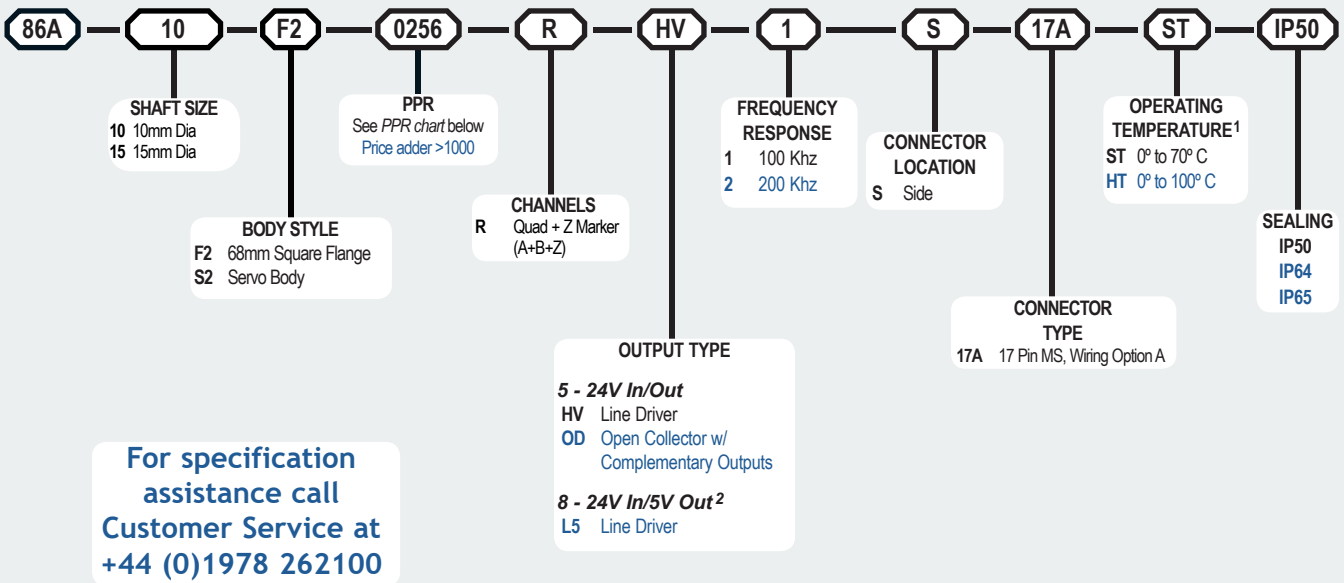 86A 10 F2 0256 R HV 1 S 17A ST IP50
SHAFT SIZE
10 10mm Dia
15 15mm Dia
PPR
See PPR chart below
Price adder >1000
FREQUENCY
RESPONSE
1 100 Khz
2 200 Khz
CONNECTOR
LOCATION
S Side
OPERATING
TEMPERATURE1
ST 0º to 70º C
HT 0º to 100º C
BODY STYLE
F2 68mm Square Flange
S2 Servo Body
CHANNELS
R Quad + Z Marker
(A+B+Z)
SEALING
IP50
IP64
IP65
CONNECTOR
TYPE
17A 17 Pin MS, Wiring Option A
OUTPUT TYPE
5 - 24V In/Out
HV Line Driver
OD Open Collector w/
Complementary Outputs
8 - 24V In/5V Out 2
L5 Line Driver
For specification
assistance call
Customer Service at
+44 (0)1978 262100